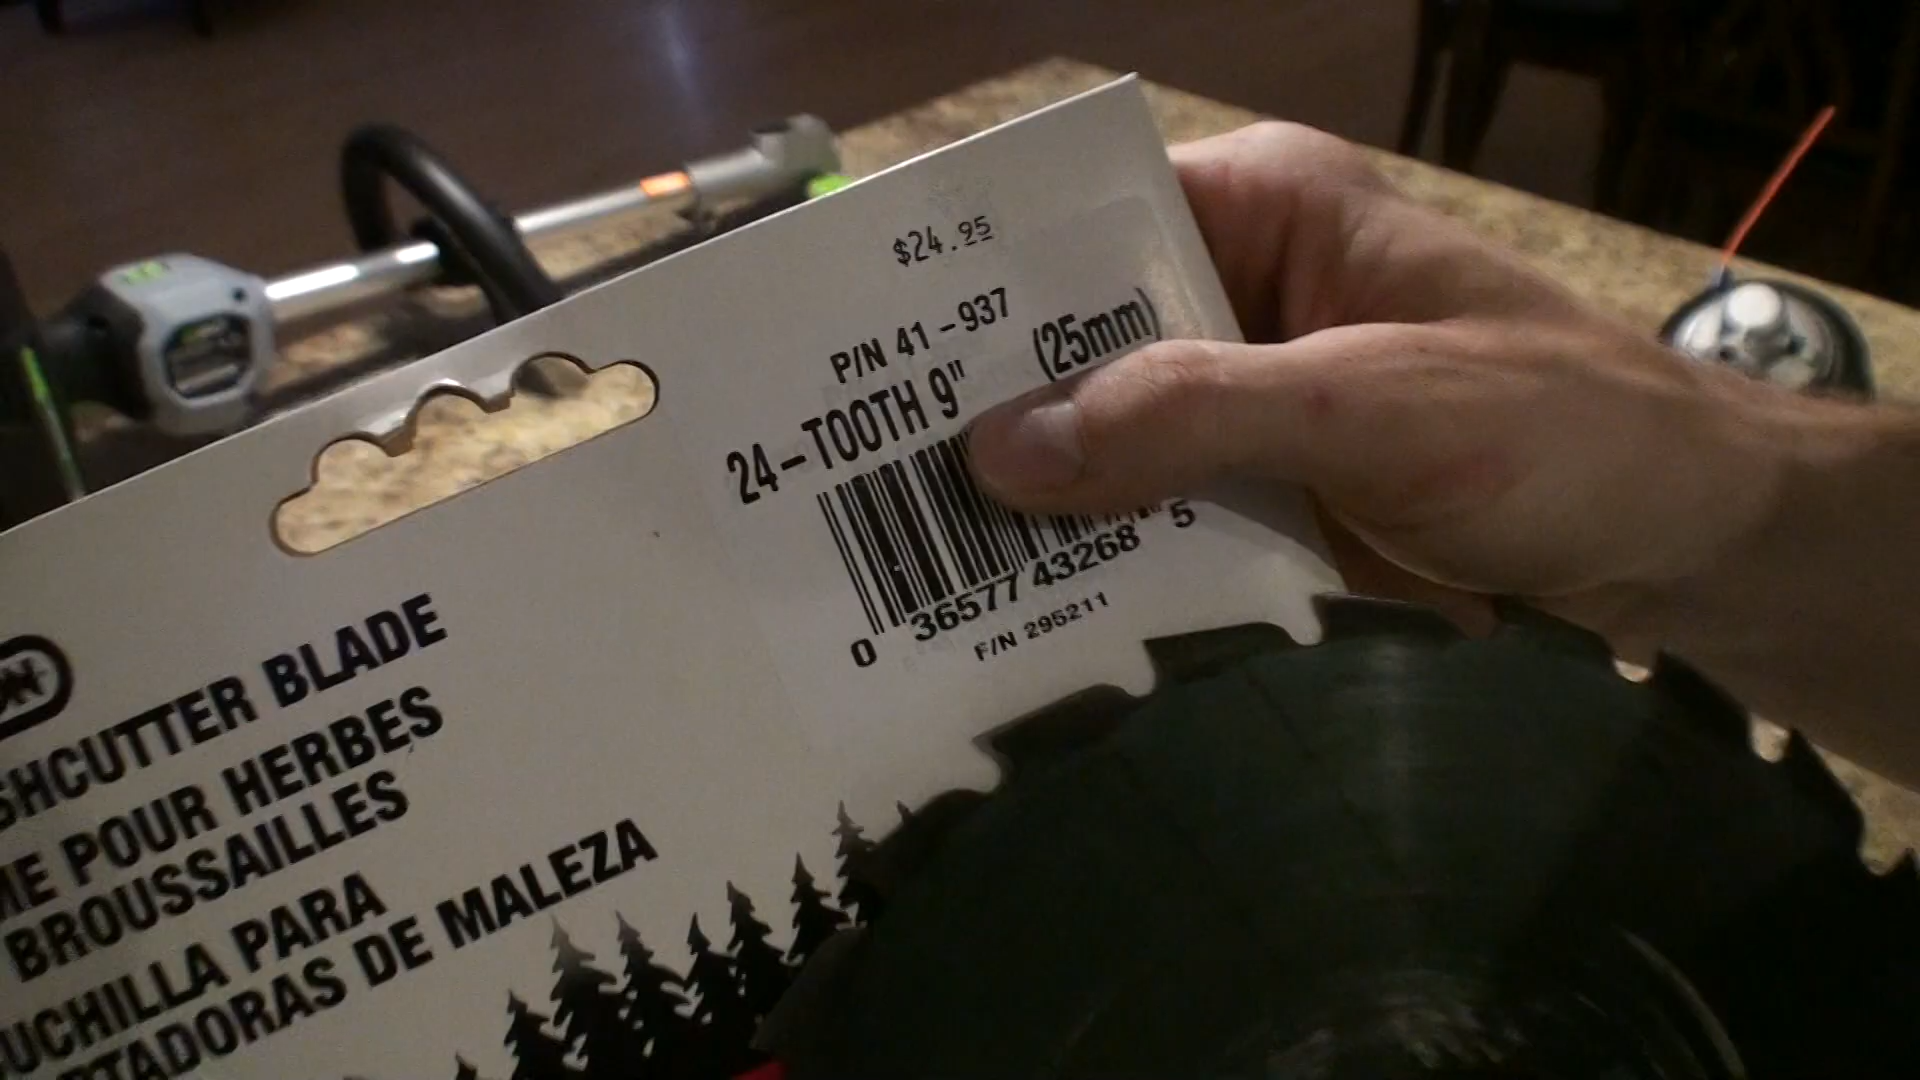 $24.95
P/N 41-937
24-TOOTH 9" (25mm)
0 36577 43268 5
F/N 295211
SHCUTTER BLADE
ME POUR HERBES
BROUSSAILLES
UCHILLA PARA
RTADORAS DE MALEZA